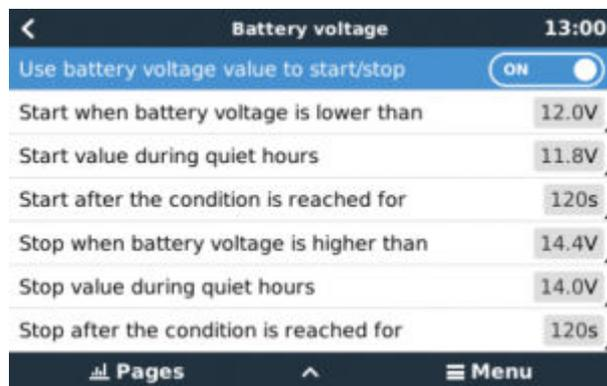 Battery voltage 13:00
Use battery voltage value to start/stop ON
Start when battery voltage is lower than 12.0V
Start value during quiet hours 11.8V
Start after the condition is reached for 120s
Stop when battery voltage is higher than 14.4V
Stop value during quiet hours 14.0V
Stop after the condition is reached for 120s
Pages Menu